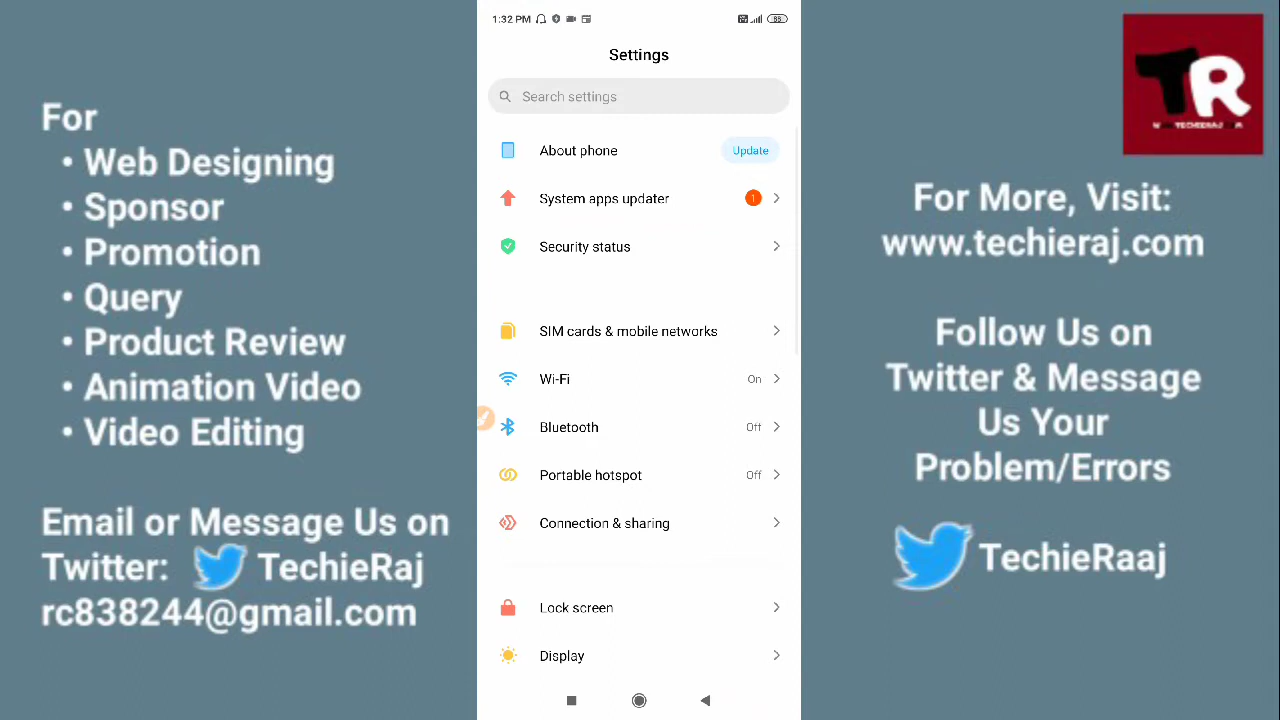 For
• Web Designing
• Sponsor
• Promotion
• Query
• Product Review
• Animation Video
• Video Editing
Email or Message Us on
Twitter: TechieRaj
rc838244@gmail.com
1:32 PM
88
Settings
Search settings
About phone
Update
System apps updater
1
Security status
SIM cards & mobile networks
Wi-Fi
On
Bluetooth
Off
Portable hotspot
Off
Connection & sharing
Lock screen
Display
TR
For More, Visit:
www.techieraj.com
Follow Us on
Twitter & Message
Us Your
Problem/Errors
TechieRaaj